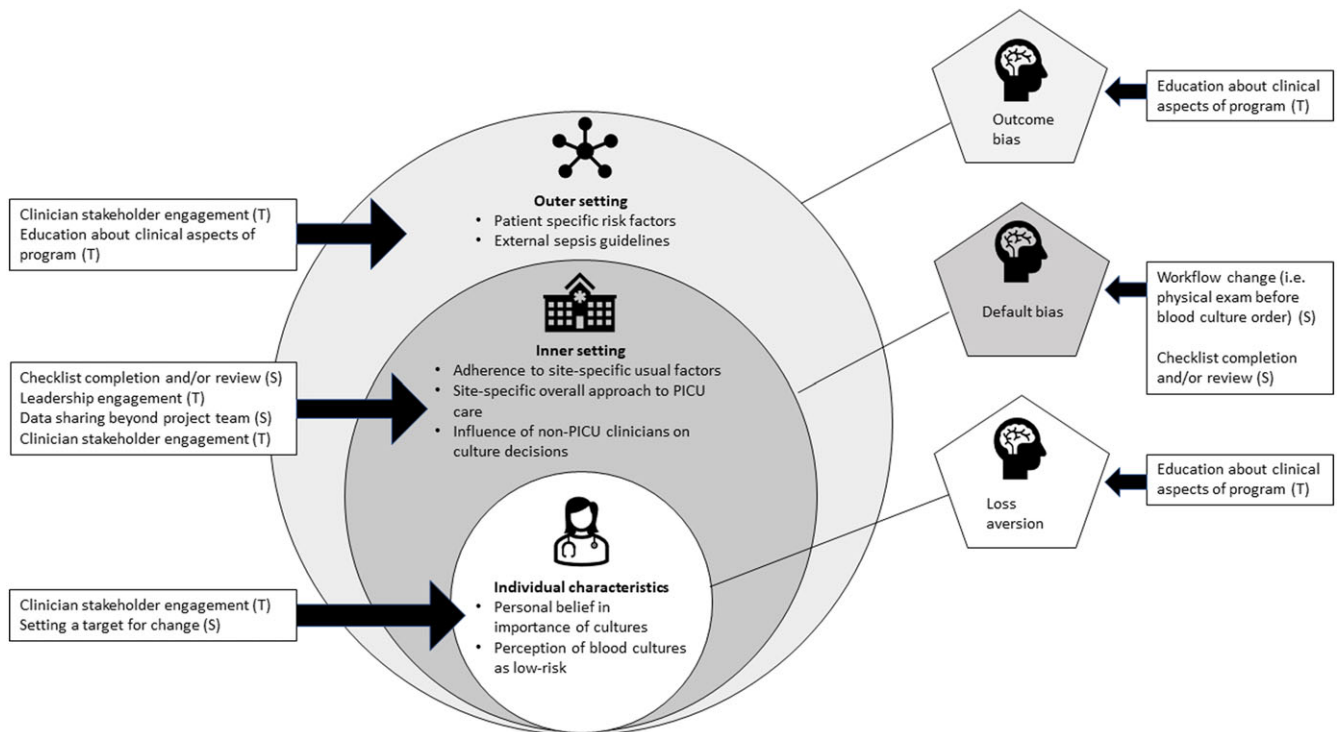 Outer setting
• Patient specific risk factors
• External sepsis guidelines
Clinician stakeholder engagement (T)
Education about clinical aspects of
program (T)
Inner setting
• Adherence to site-specific usual factors
• Site-specific overall approach to PICU
care
• Influence of non-PICU clinicians on
culture decisions
Checklist completion and/or review (S)
Leadership engagement (T)
Data sharing beyond project team (S)
Clinician stakeholder engagement (T)
Individual characteristics
• Personal belief in
importance of cultures
• Perception of blood cultures
as low-risk
Clinician stakeholder engagement (T)
Setting a target for change (S)
Outcome
bias
Education about clinical
aspects of program (T)
Default bias
Workflow change (i.e.
physical exam before
blood culture order) (S)
Checklist completion
and/or review (S)
Loss
aversion
Education about clinical
aspects of program (T)